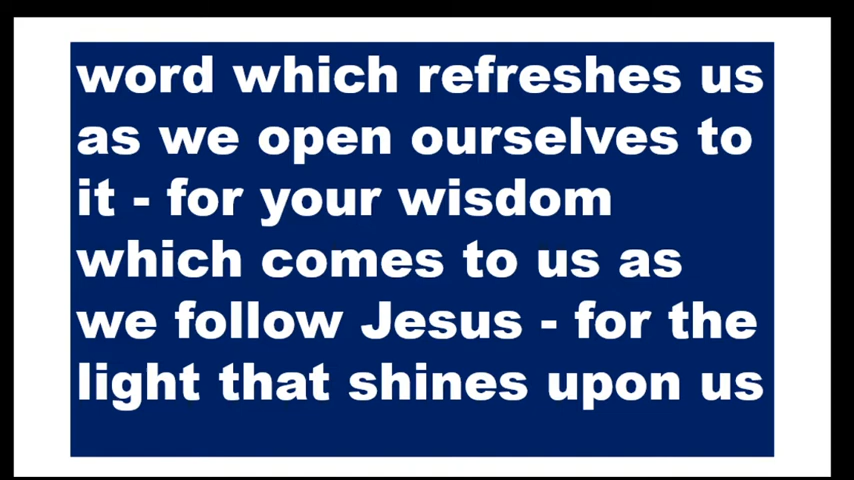 word which refreshes us
as we open ourselves to
it - for your wisdom
which comes to us as
we follow Jesus - for the
light that shines upon us